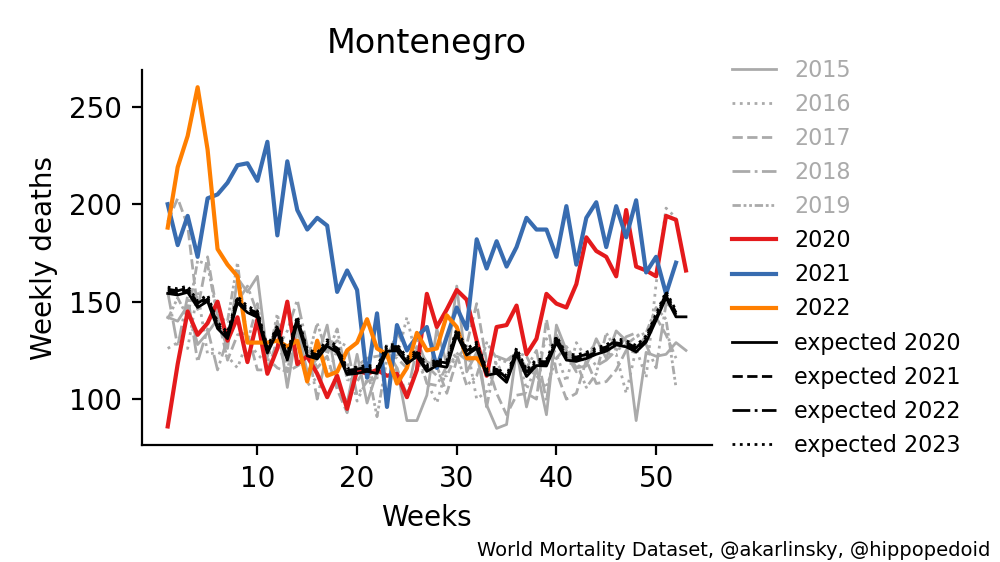 Montenegro
Weekly deaths
250
200
150
100
10
20
30
40
50
Weeks
2015
2016
2017
2018
2019
2020
2021
2022
expected 2020
expected 2021
expected 2022
expected 2023
World Mortality Dataset, @akarlinsky, @hippopedoid